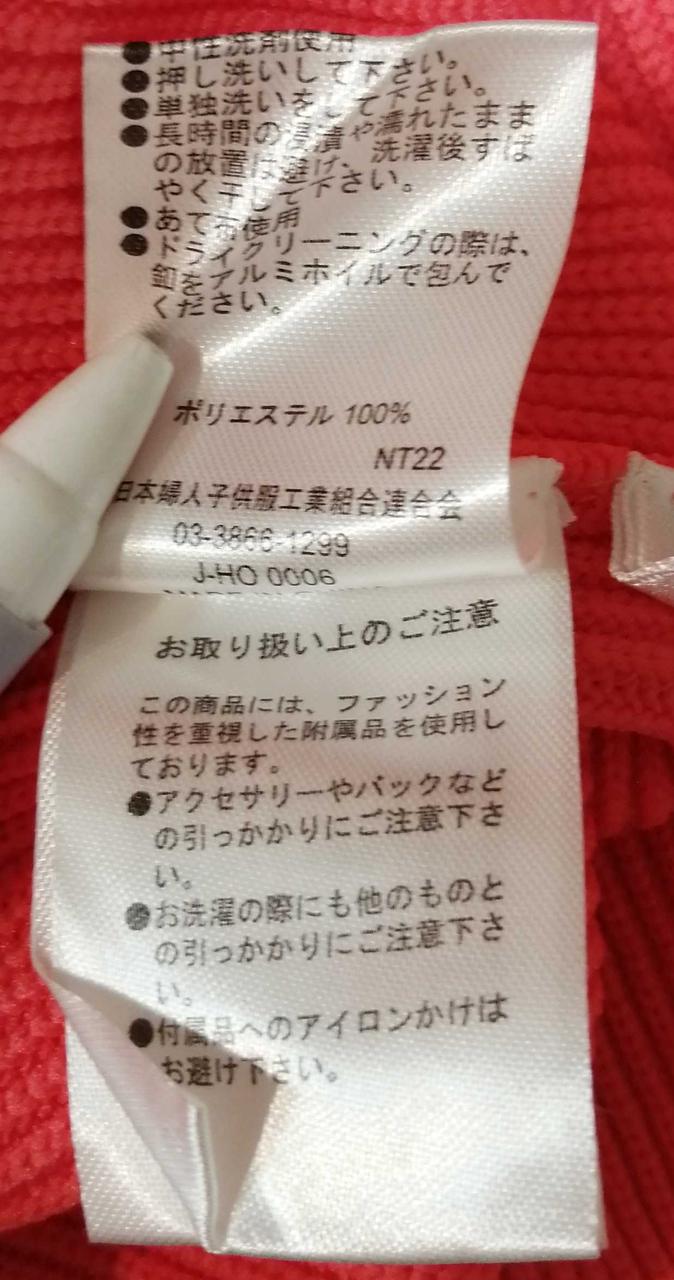 ●中性洗剤使用
●押し洗いして下さい。
●単独洗いをして下さい。
●長時間の浸漬や濡れたまま
の放置は避け、洗濯後すば
やく干して下さい。
●あて布使用
●ドライクリーニングの際は、
釦をアルミホイルで包んで
ください。
ポリエステル 100%
NT22
日本婦人子供服工業組合連合会
03-3866-1299
J-HO 0006
お取り扱い上のご注意
この商品には、ファッション
性を重視した附属品を使用し
ております。
●アクセサリーやバックなど
の引っかかりにご注意下さ
い。
●お洗濯の際にも他のものと
の引っかかりにご注意下さ
い。
●付属品へのアイロンかけは
お避け下さい。